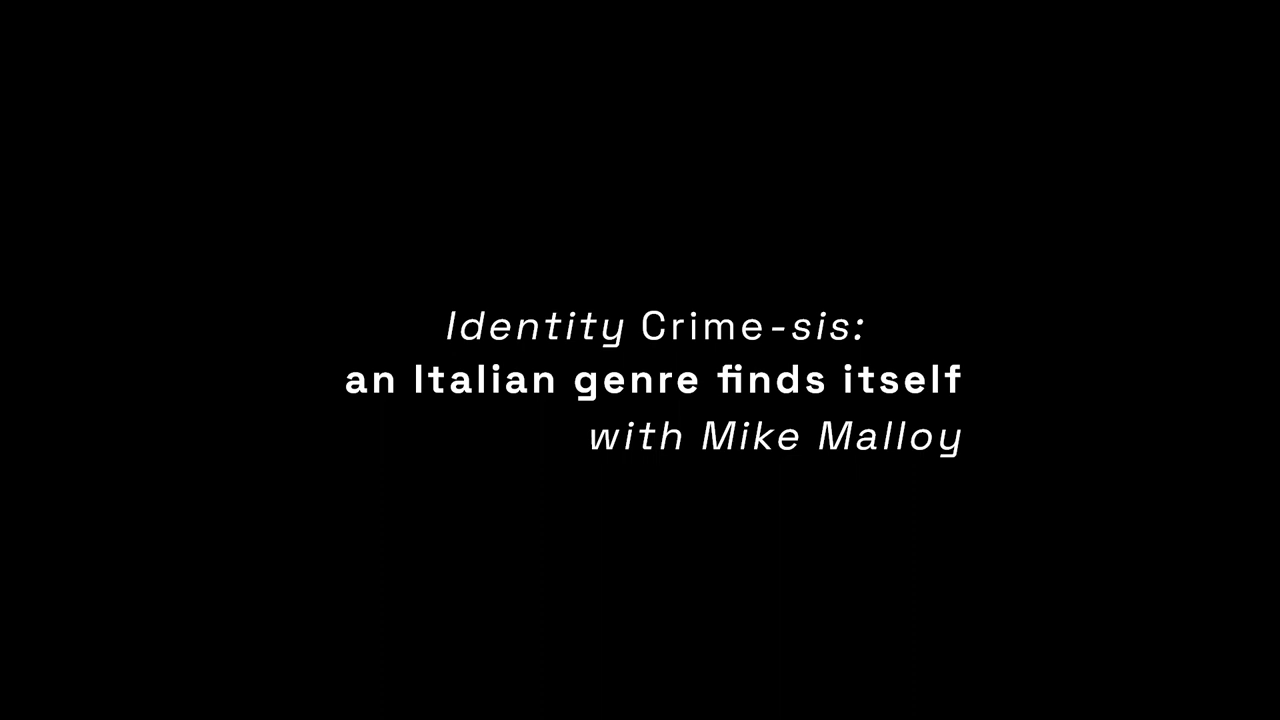 Identity Crime-sis:
an Italian genre finds itself
with Mike Malloy